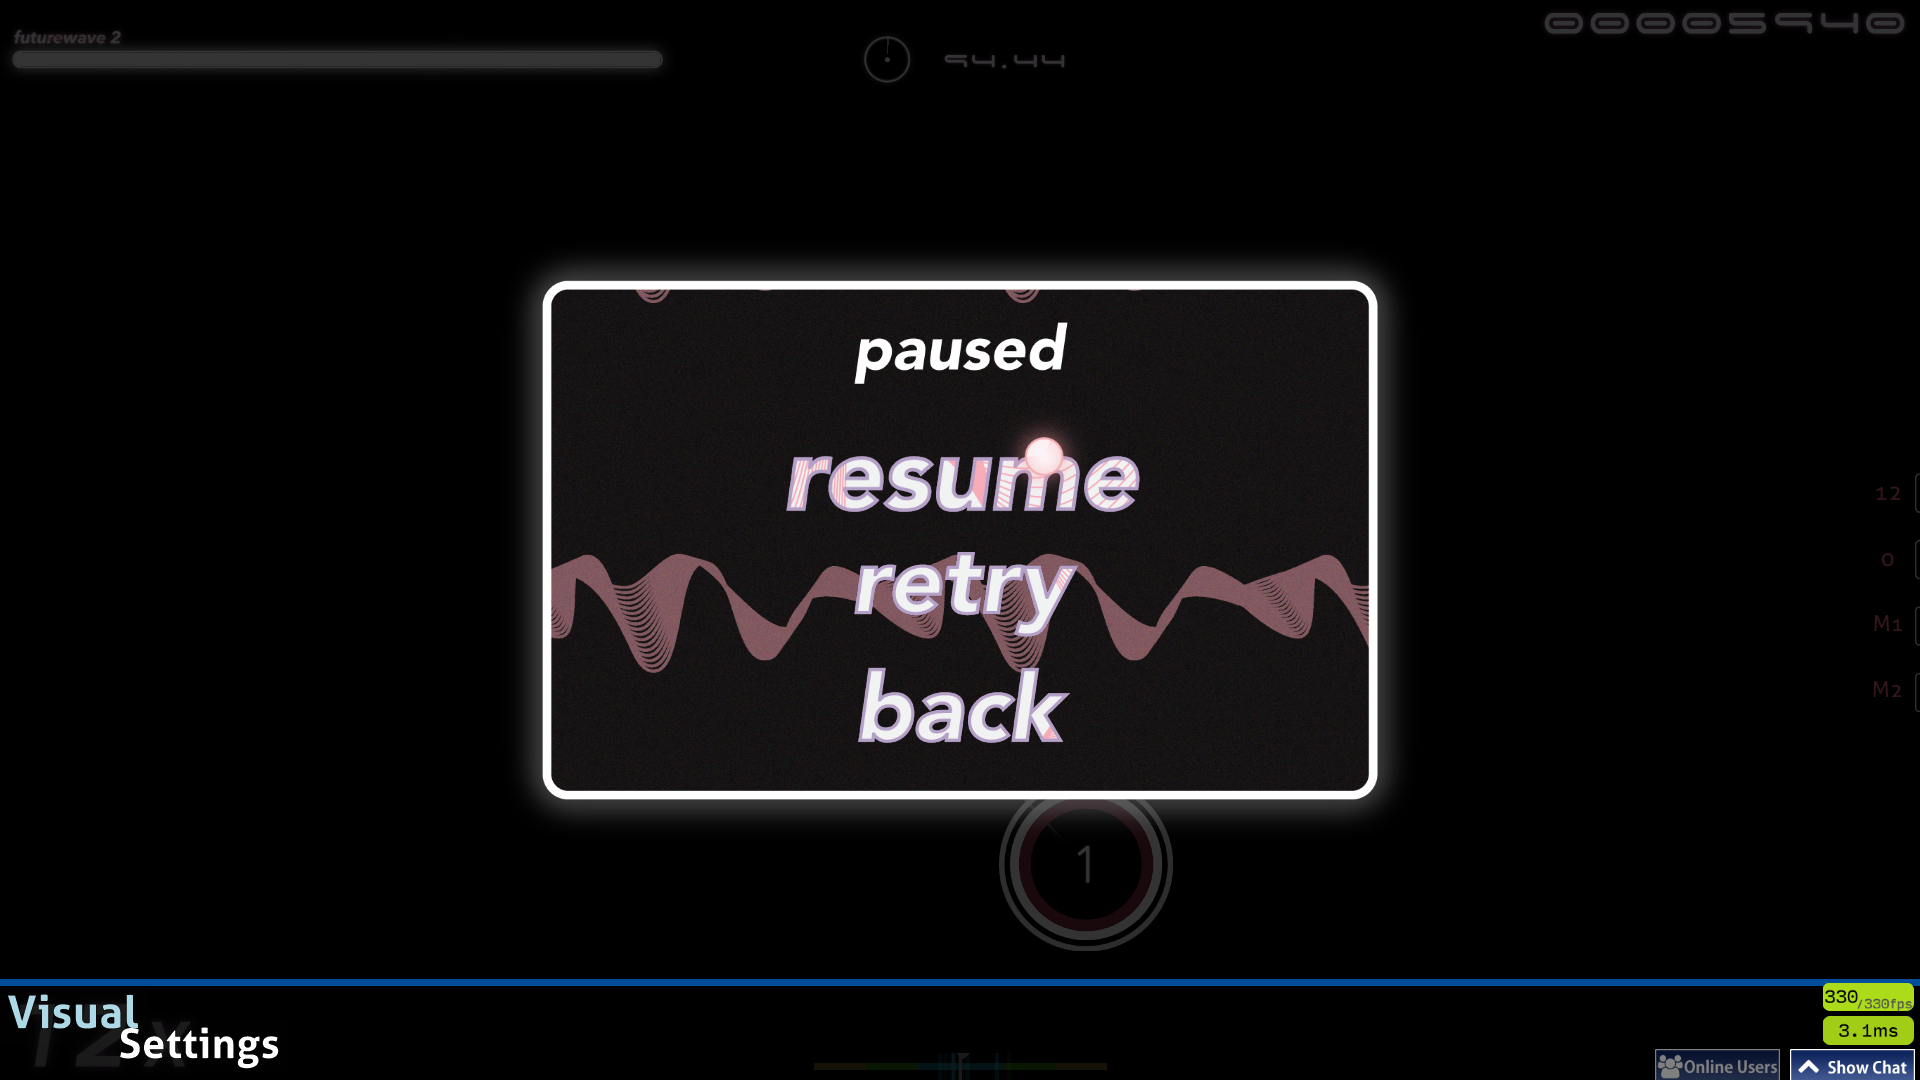 futurewave 2
00005940
94.44
paused
resume
retry
back
12
0
M1
M2
1
Visual
Settings
12x
330/330fps
3.1ms
Online Users
Show Chat